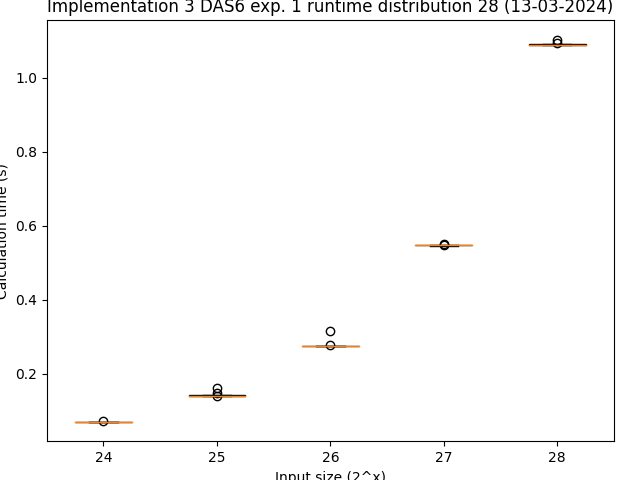 Implementation 3 DAS6 exp. 1 runtime distribution 28 (13-03-2024)
Calculation time (s)
1.0
0.8
0.6
0.4
0.2
24 25 26 27 28
Input size (2^x)